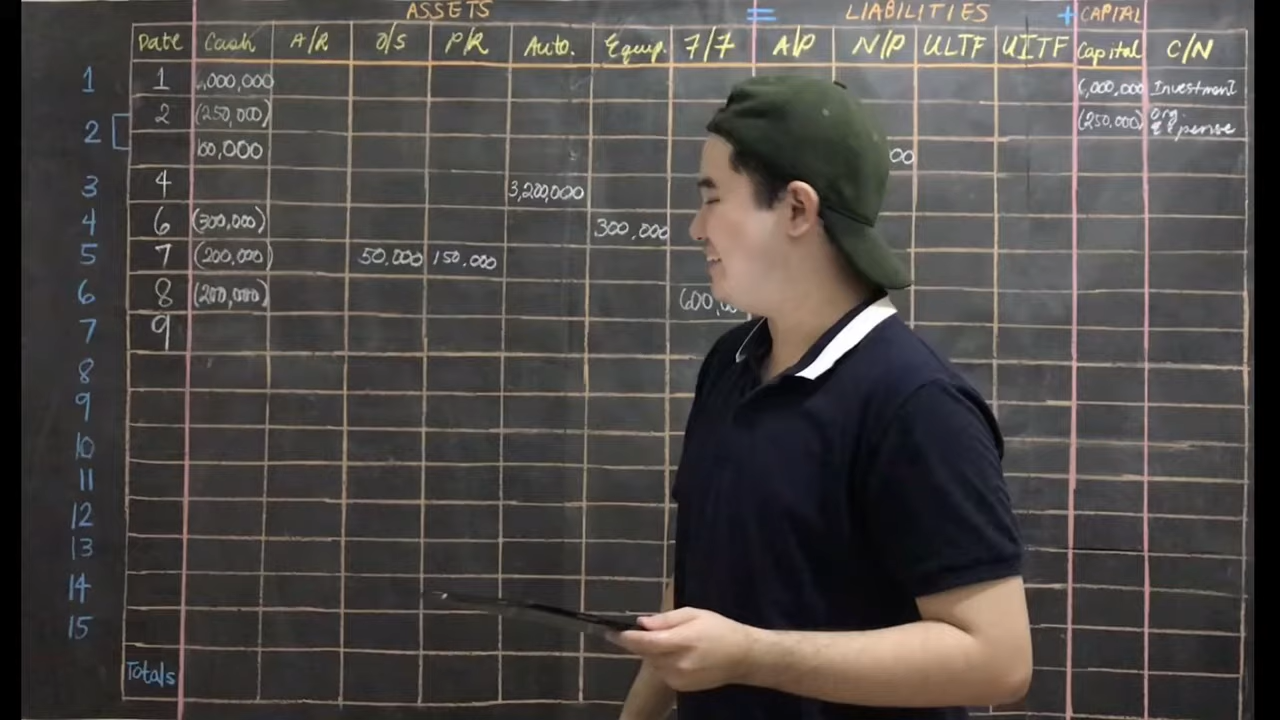 ASSETS = LIABILITIES + CAPITAL
Date Cash A/R O/S P/R Auto. Equip. F/F A/P N/P ULTF UITF Capital C/N
1 1 ,000,000 ,000,000 Investment
2 2 (250,000) (250,000) Org. Expense
100,000 00
3 4 3,200,000
4 6 (300,000) 300,000
5 7 (200,000) 50,000 150,000
6 8 (200,000) 600,
7 9
8
9
10
11
12
13
14
15
Totals